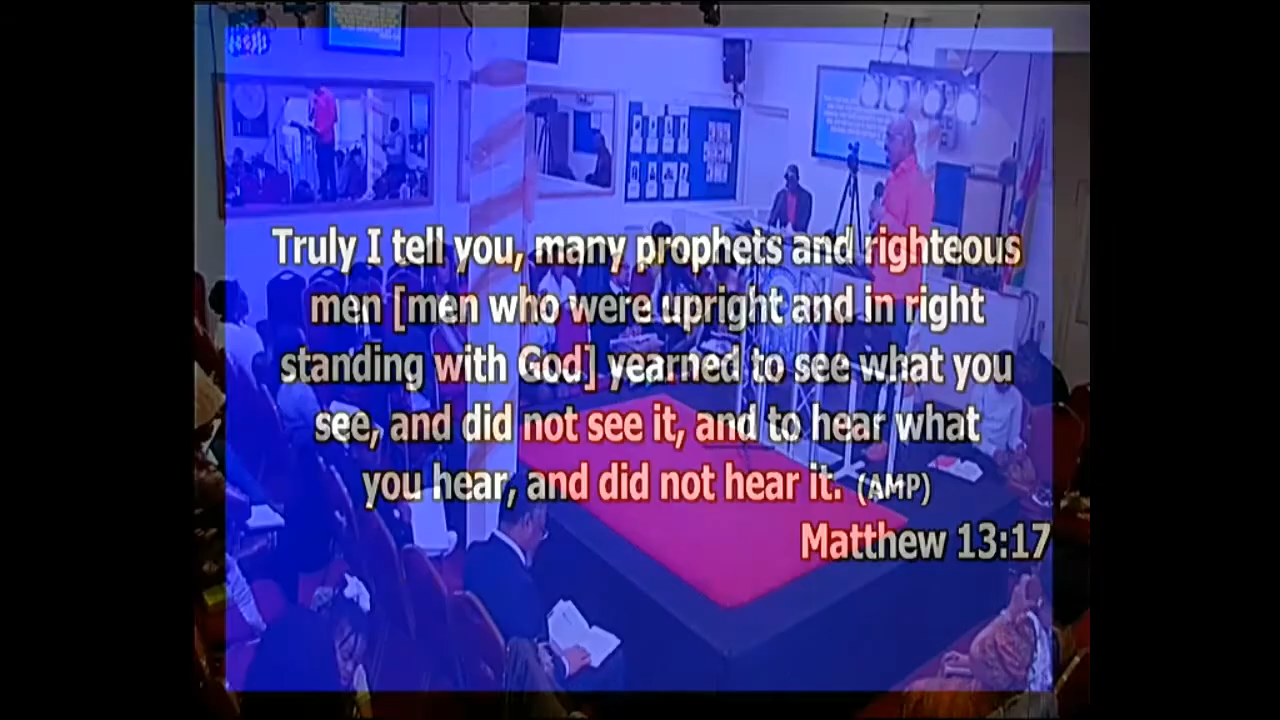 Truly I tell you, many prophets and righteous
men [men who were upright and in right
standing with God] yearned to see what you
see, and did not see it, and to hear what
you hear, and did not hear it. (AMP)
Matthew 13:17